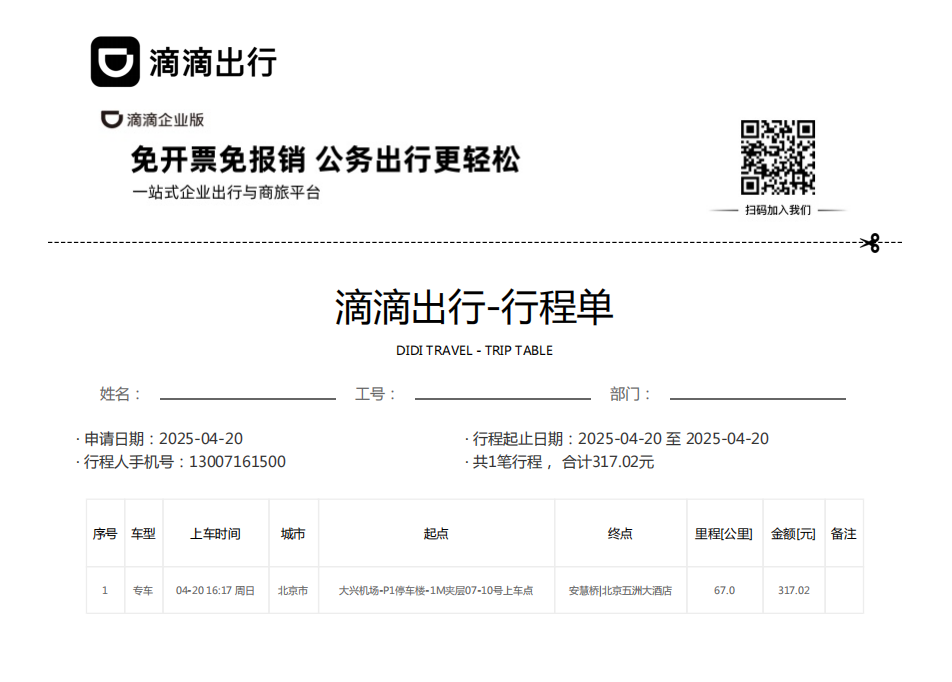 滴滴出行
滴滴企业版
免开票免报销 公务出行更轻松
一站式企业出行与商旅平台
扫码加入我们
滴滴出行-行程单
DIDI TRAVEL - TRIP TABLE
姓名： 工号： 部门：
· 申请日期：2025-04-20 · 行程起止日期：2025-04-20 至 2025-04-20
· 行程人手机号：13007161500 · 共1笔行程， 合计317.02元
序号 车型 上车时间 城市 起点 终点 里程[公里] 金额[元] 备注
1 专车 04-20 16:17 周日 北京市 大兴机场-P1停车楼-1M夹层07-10号上车点 安慧桥|北京五洲大酒店 67.0 317.02